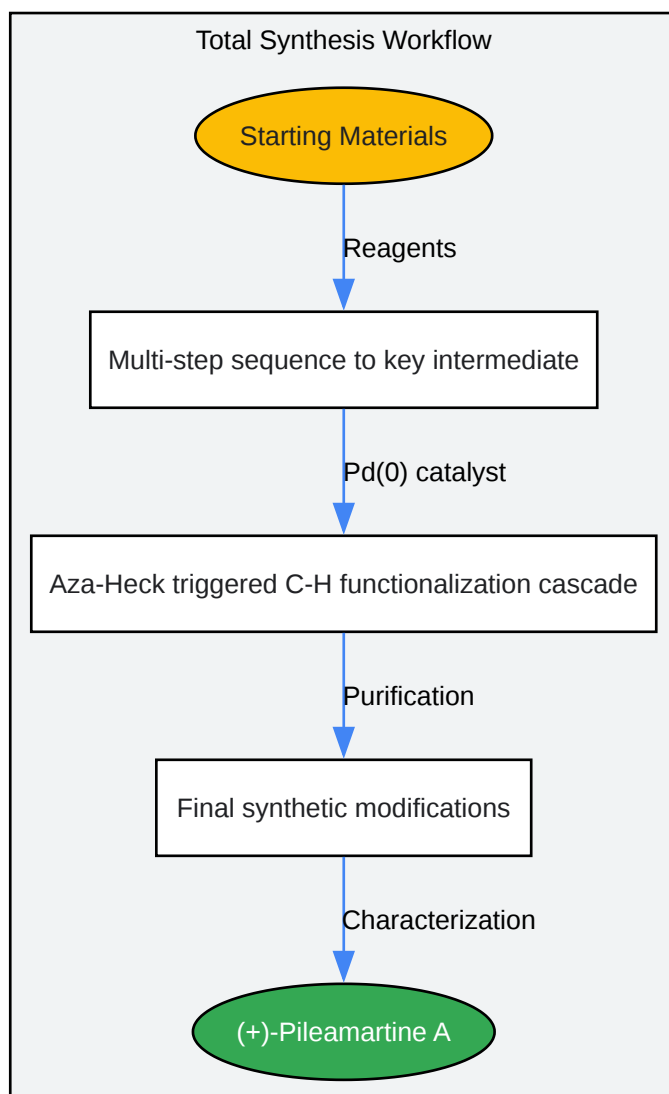 Total Synthesis Workflow
Starting Materials
Reagents
Multi-step sequence to key intermediate
Pd(0) catalyst
Aza-Heck triggered C-H functionalization cascade
Purification
Final synthetic modifications
Characterization
(+)-Pileamartine A